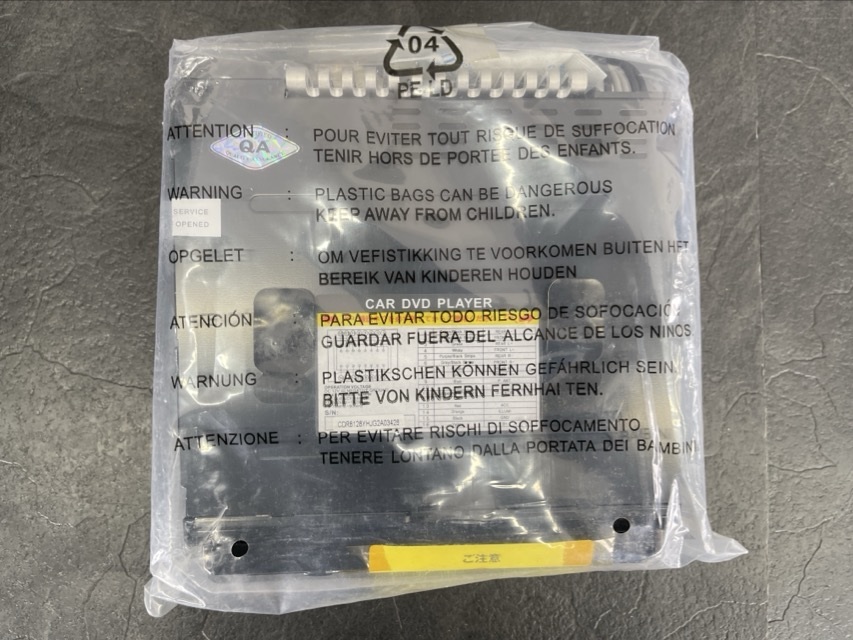 04
PE LD
ATTENTION : POUR EVITER TOUT RISQUE DE SUFFOCATION
TENIR HORS DE PORTEE DES ENFANTS.
QA
WARNING : PLASTIC BAGS CAN BE DANGEROUS
KEEP AWAY FROM CHILDREN.
SERVICE
OPENED
OPGELET : OM VEFISTIKKING TE VOORKOMEN BUITEN HET
BEREIK VAN KINDEREN HOUDEN
CAR DVD PLAYER
ATENCIÓN : PARA EVITAR TODO RIESGO DE SOFOCACIÓ
GUARDAR FUERA DEL ALCANCE DE LOS NINOS
WARNUNG : PLASTIKSCHEN KÖNNEN GEFÄHRLICH SEIN
BITTE VON KINDERN FERNHAI TEN.
S/N:
ATTENZIONE : PER EVITARE RISCHI DI SOFFOCAMENTO
TENERE LONTANO DALLA PORTATA DEI BAMBINI
ご注意